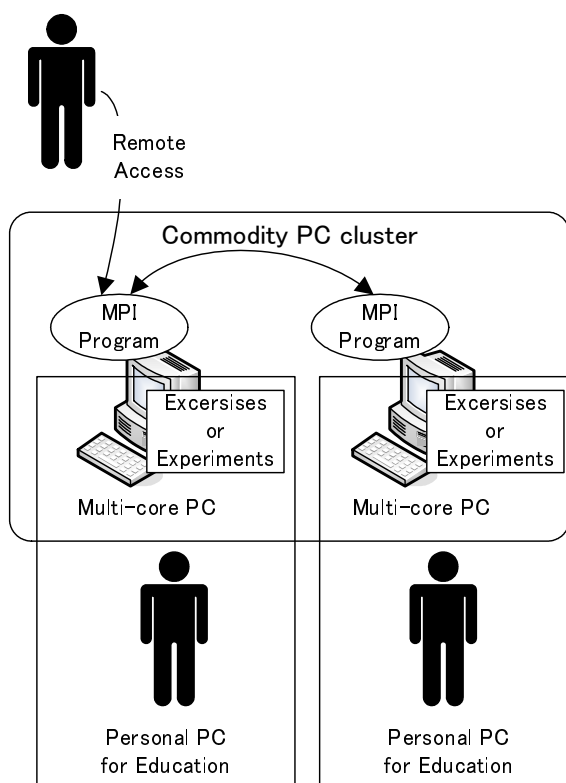 Remote
Access
Commodity PC cluster
MPI
Program
MPI
Program
Excersises
or
Experiments
Excersises
or
Experiments
Multi-core PC
Multi-core PC
Personal PC
for Education
Personal PC
for Education